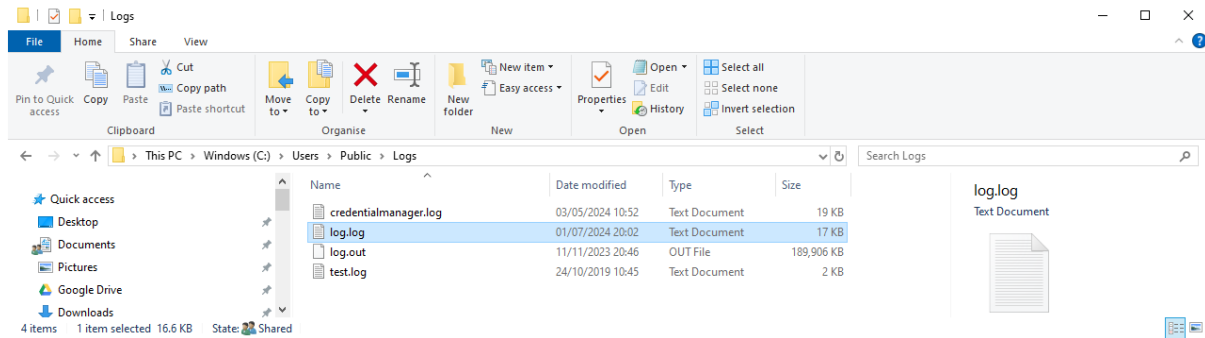 Logs
File Home Share View
Pin to Quick access
Copy
Paste
Cut
Copy path
Paste shortcut
Clipboard
Move to
Copy to
Delete
Rename
Organise
New folder
New item
Easy access
New
Properties
Open
Edit
History
Open
Select all
Select none
Invert selection
Select
This PC > Windows (C:) > Users > Public > Logs
Search Logs
Quick access
Desktop
Documents
Pictures
Google Drive
Downloads
Name Date modified Type Size
credentialmanager.log 03/05/2024 10:52 Text Document 19 KB
log.log 01/07/2024 20:02 Text Document 17 KB
log.out 11/11/2023 20:46 OUT File 189,906 KB
test.log 24/10/2019 10:45 Text Document 2 KB
log.log
Text Document
4 items 1 item selected 16.6 KB State: Shared